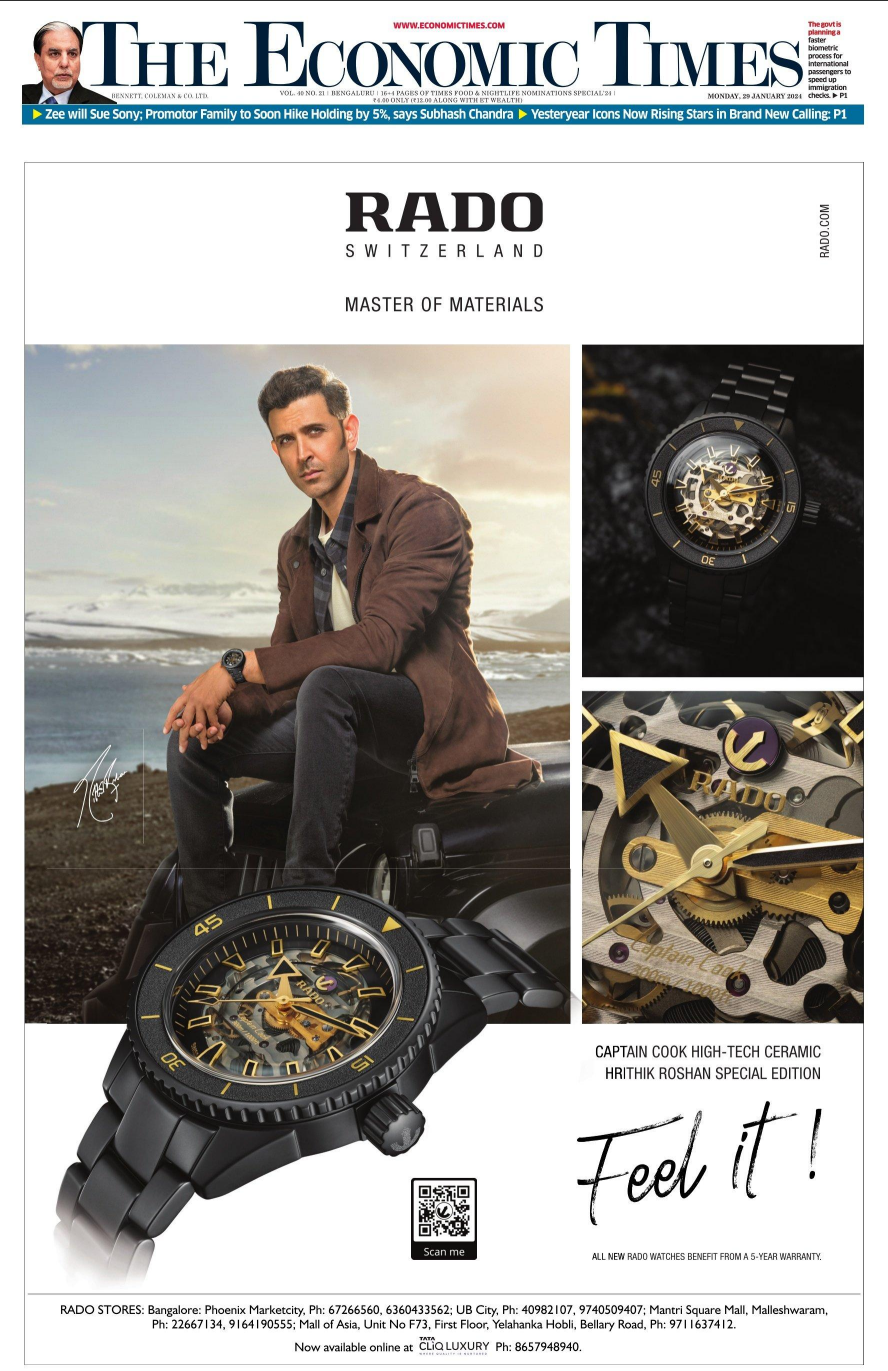 WWW.ECONOMICTIMES.COM
THE ECONOMIC TIMES
BENNETT, COLEMAN & CO. LTD.
VOL. 40 NO. 21 | BENGALURU | 16+4 PAGES OF TIMES FOOD & NIGHTLIFE NOMINATIONS SPECIAL'24 |
₹4.00 ONLY (₹12.00 ALONG WITH ET WEALTH)
MONDAY, 29 JANUARY 2024
The govt is
planning a
faster
biometric
process for
international
passengers to
speed up
immigration
checks. ▶ P1
▶ Zee will Sue Sony; Promotor Family to Soon Hike Holding by 5%, says Subhash Chandra ▶ Yesteryear Icons Now Rising Stars in Brand New Calling: P1
RADO
SWITZERLAND
RADO.COM
MASTER OF MATERIALS
45
15
30
RADO
Captain Cook
45
RADO
15
30
CAPTAIN COOK HIGH-TECH CERAMIC
HRITHIK ROSHAN SPECIAL EDITION
Feel it !
Scan me
ALL NEW RADO WATCHES BENEFIT FROM A 5-YEAR WARRANTY.
RADO STORES: Bangalore: Phoenix Marketcity, Ph: 67266560, 6360433562; UB City, Ph: 40982107, 9740509407; Mantri Square Mall, Malleshwaram,
Ph: 22667134, 9164190555; Mall of Asia, Unit No F73, First Floor, Yelahanka Hobli, Bellary Road, Ph: 9711637412.
Now available online at TATA CLiQ LUXURY Ph: 8657948940.